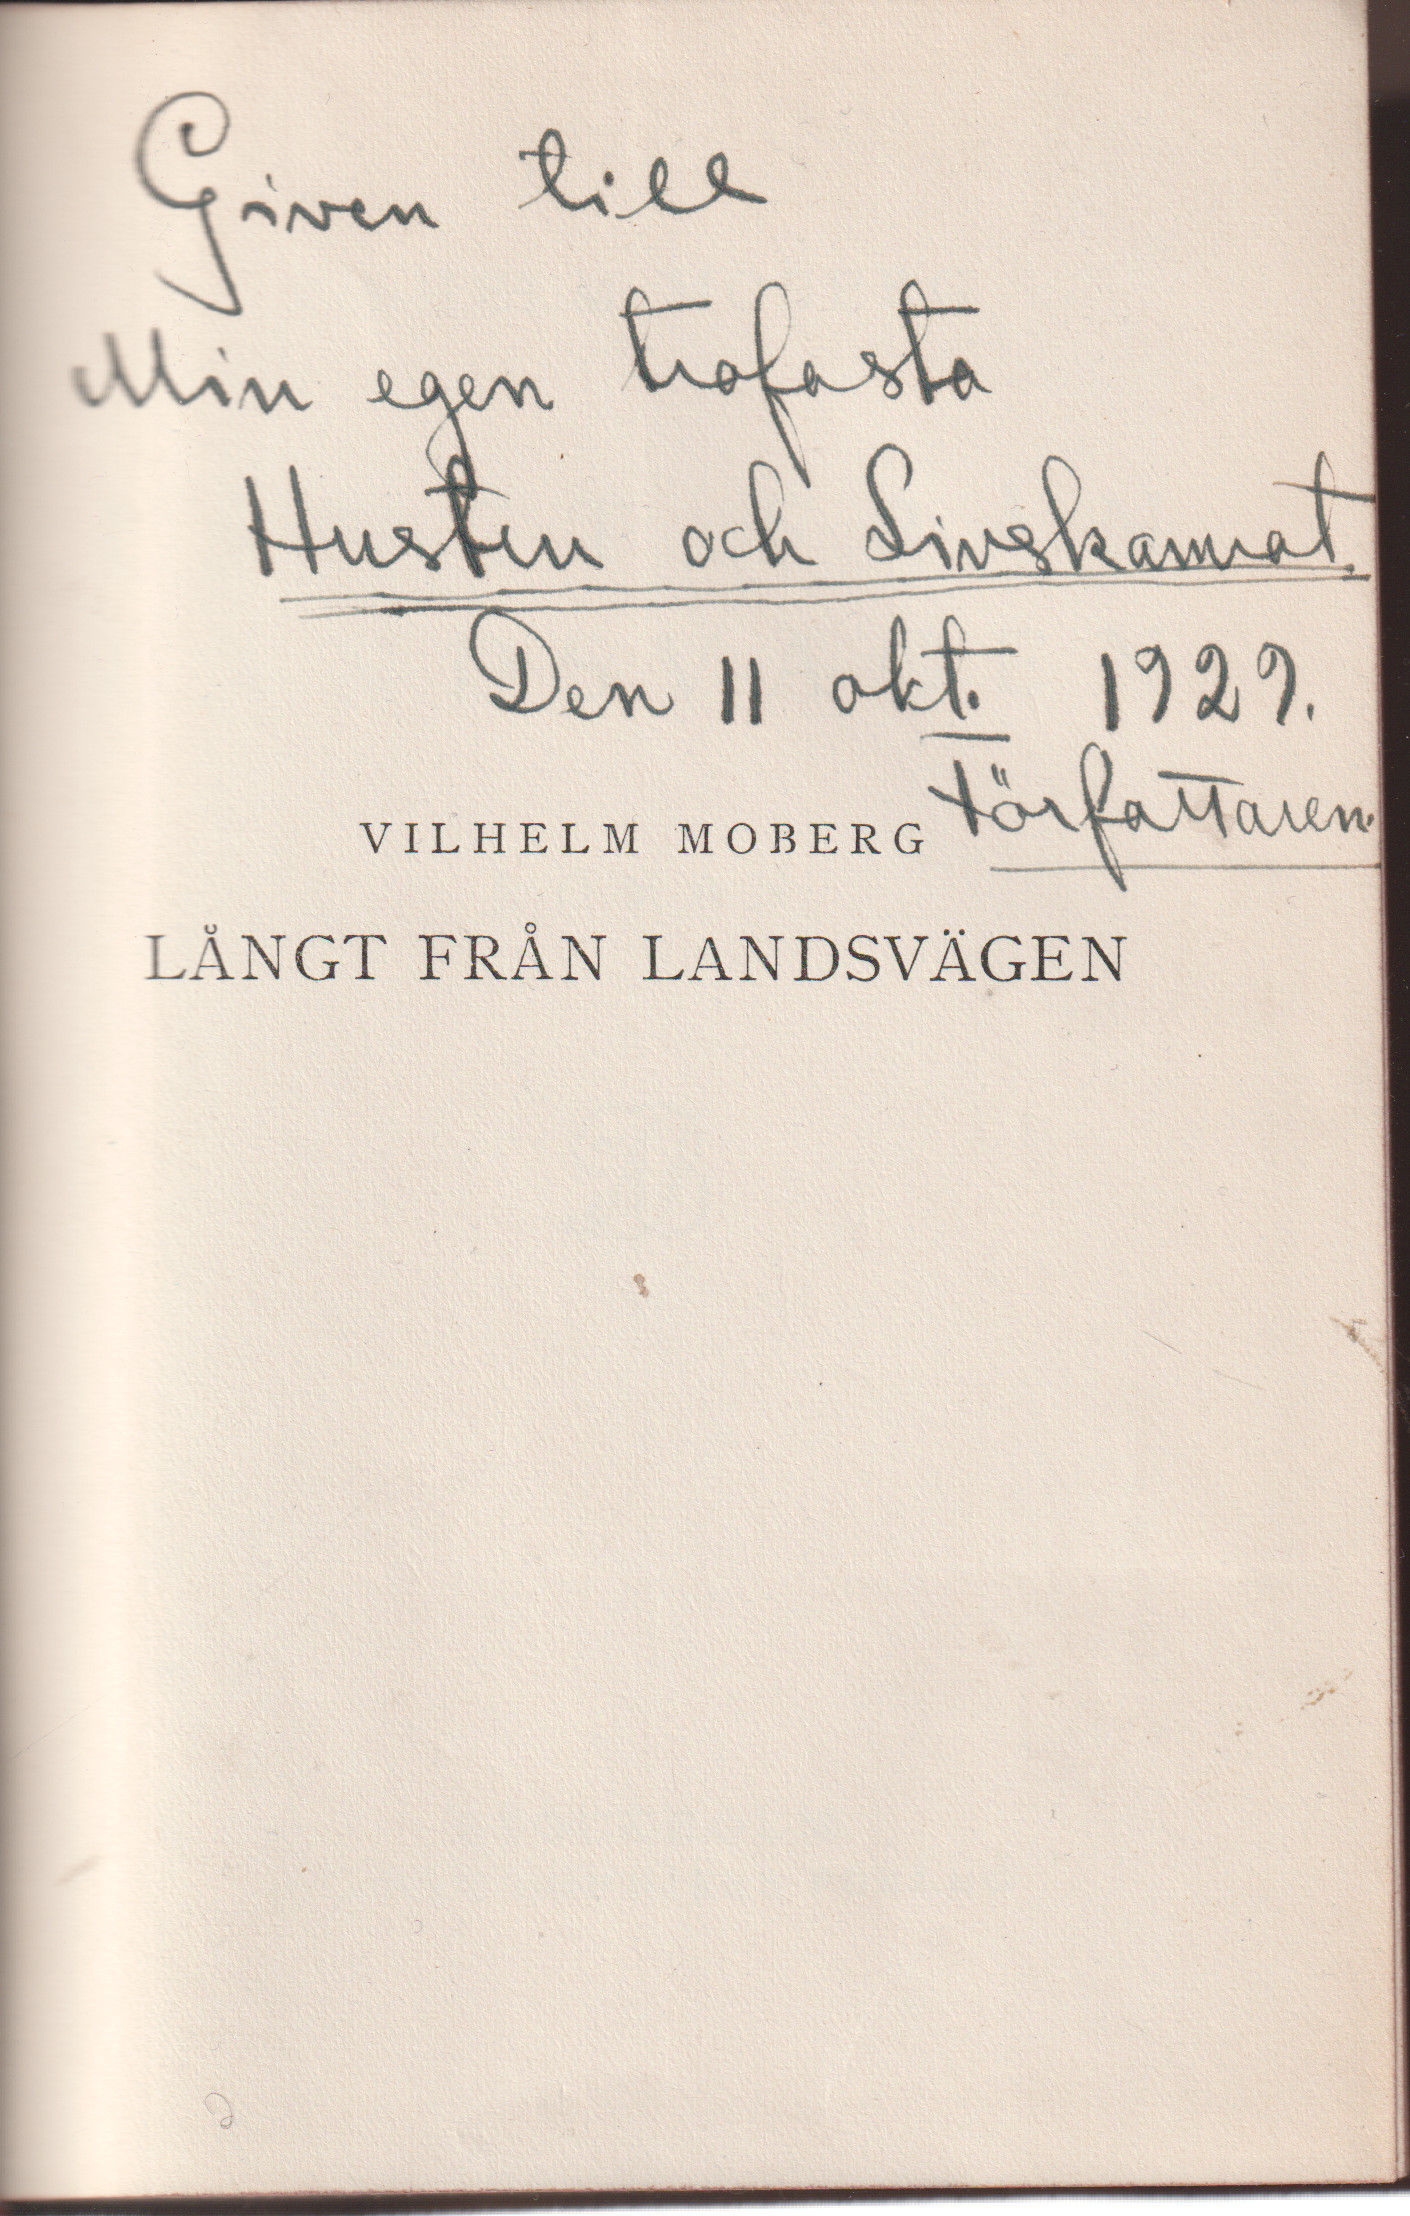 Given till
Min egen trofasta
Hustru och Livskamrat.
Den 11 okt. 1929.
Författaren.
VILHELM MOBERG
LÅNGT FRÅN LANDSVÄGEN